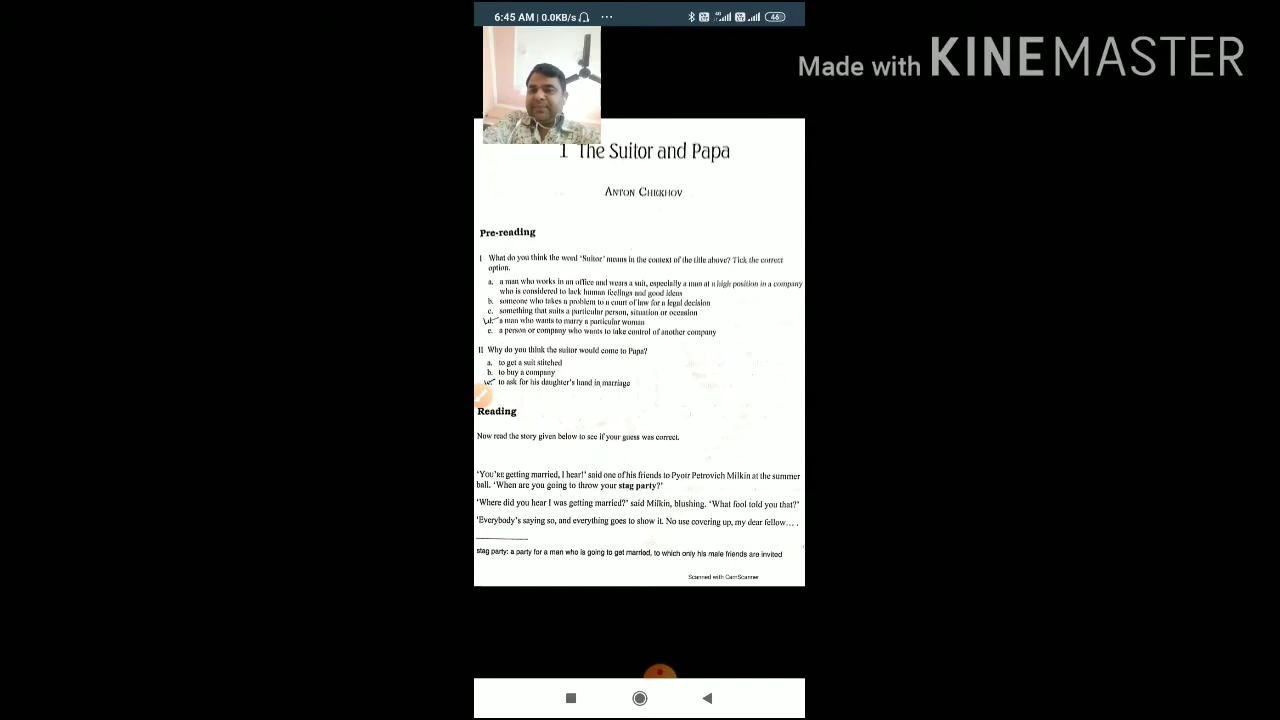 6:45 AM | 0.0KB/s ...
46
Made with KINEMASTER
1 The Suitor and Papa
ANTON CHEKHOV
Pre-reading
I What do you think the word 'Suitor' means in the context of the title above? Tick the correct
option.
a. a man who works in an office and wears a suit, especially a man at a high position in a company
who is considered to lack human feelings and good ideas
b. someone who takes a problem to a court of law for a legal decision
c. something that suits a particular person, situation or occasion
a man who wants to marry a particular woman
e. a person or company who wants to take control of another company
II Why do you think the suitor would come to Papa?
a. to get a suit stitched
b. to buy a company
to ask for his daughter's hand in marriage
Reading
Now read the story given below to see if your guess was correct.
'YOU'RE getting married, I hear!' said one of his friends to Pyotr Petrovich Milkin at the summer
ball. 'When are you going to throw your stag party?'
'Where did you hear I was getting married?' said Milkin, blushing. 'What fool told you that?'
'Everybody's saying so, and everything goes to show it. No use covering up, my dear fellow... .
stag party: a party for a man who is going to get married, to which only his male friends are invited
Scanned with CamScanner